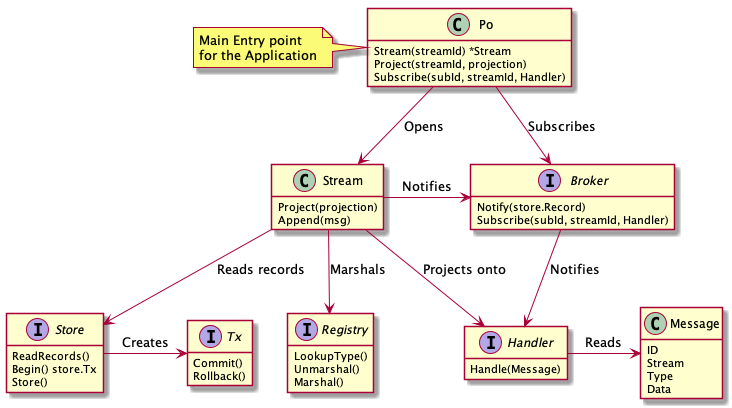 Main Entry point
for the Application
C Po
Stream(streamId) *Stream
Project(streamId, projection)
Subscribe(subId, streamId, Handler)
Opens
Subscribes
C Stream
Project(projection)
Append(msg)
Notifies
I Broker
Notify(store.Record)
Subscribe(subId, streamId, Handler)
Reads records
Marshals
Projects onto
Notifies
I Store
ReadRecords()
Begin() store.Tx
Store()
Creates
I Tx
Commit()
Rollback()
I Registry
LookupType()
Unmarshal()
Marshal()
I Handler
Handle(Message)
Reads
C Message
ID
Stream
Type
Data